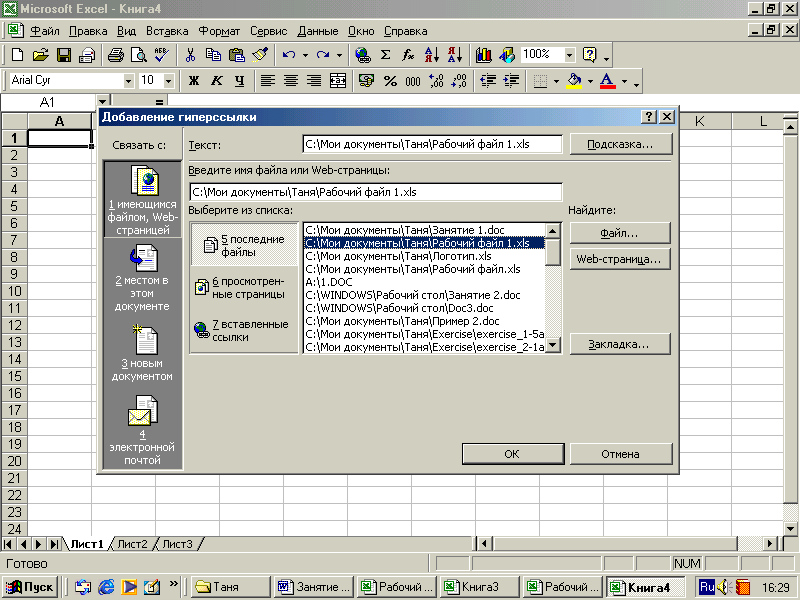 Microsoft Excel - Книга4
Файл Правка Вид Вставка Формат Сервис Данные Окно Справка
100%
Arial Cyr 10 Ж К Ч % 000
A1 =
Добавление гиперссылки
A K L
Связать с:
Текст:
C:\Мои документы\Таня\Рабочий файл 1.xls
Подсказка...
Введите имя файла или Web-страницы:
C:\Мои документы\Таня\Рабочий файл 1.xls
1 имеющимся
файлом, Web-
страницей
2 местом в
этом
документе
3 новым
документом
4
электронной
почтой
Выберите из списка:
5 последние
файлы
6 просмотрен-
ные страницы
7 вставленные
ссылки
C:\Мои документы\Таня\Занятие 1.doc
C:\Мои документы\Таня\Рабочий файл 1.xls
C:\Мои документы\Таня\Логотип.xls
C:\Мои документы\Таня\Рабочий файл.xls
A:\1.DOC
C:\WINDOWS\Рабочий стол\Занятие 2.doc
C:\WINDOWS\Рабочий стол\Doc3.doc
C:\Мои документы\Таня\Пример 2.doc
C:\Мои документы\Таня\Exercise\exercise_1-5a
C:\Мои документы\Таня\Exercise\exercise_2-1a
Найдите:
Файл...
Web-страница...
Закладка...
OK
Отмена
1
2
3
4
5
6
7
8
9
10
11
12
13
14
15
16
17
18
19
20
21
22
23
24
Лист1 Лист2 Лист3
Готово
NUM
Пуск
Таня
Занятие ...
Рабочий ...
Книга3
Рабочий ...
Книга4
Ru
16:29